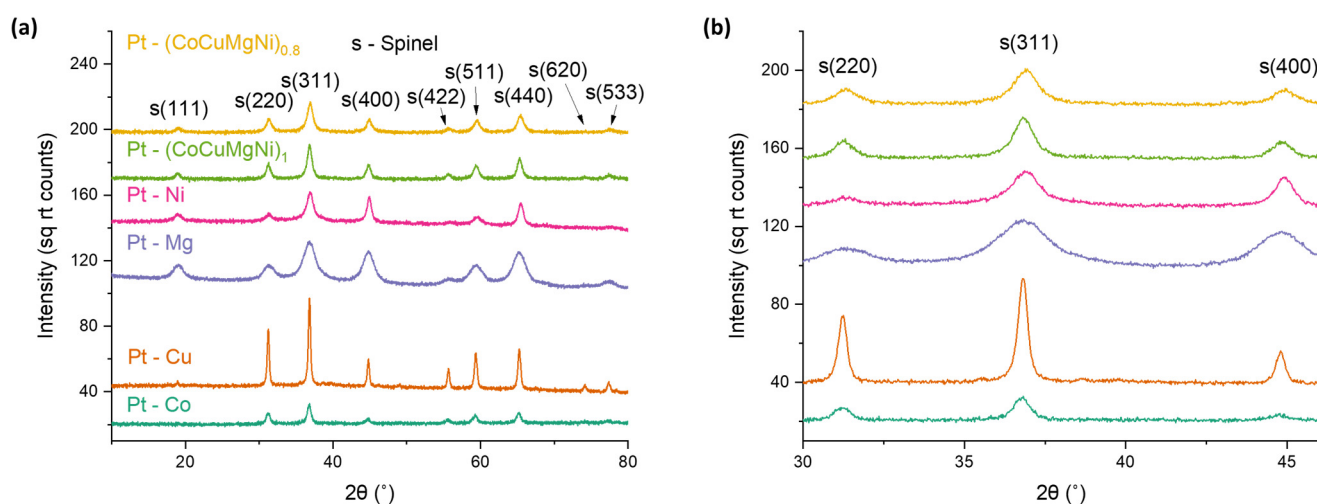 (a)
Pt - (CoCuMgNi)0.8
s - Spinel
s(111)
s(220)
s(311)
s(400)
s(422)
s(511)
s(620)
s(440)
s(533)
Pt - (CoCuMgNi)1
Pt - Ni
Pt - Mg
Pt - Cu
Pt - Co
240
200
160
120
80
40
Intensity (sq rt counts)
20
40
60
80
2θ (°)
(b)
s(220)
s(311)
s(400)
200
160
120
80
40
Intensity (sq rt counts)
30
35
40
45
2θ (°)